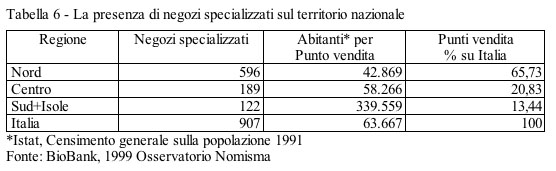 Tabella 6 - La presenza di negozi specializzati sul territorio nazionale
Regione Negozi specializzati Abitanti* per Punto vendita Punti vendita % su Italia
Nord 596 42.869 65,73
Centro 189 58.266 20,83
Sud+Isole 122 339.559 13,44
Italia 907 63.667 100
*Istat, Censimento generale sulla popolazione 1991
Fonte: BioBank, 1999 Osservatorio Nomisma